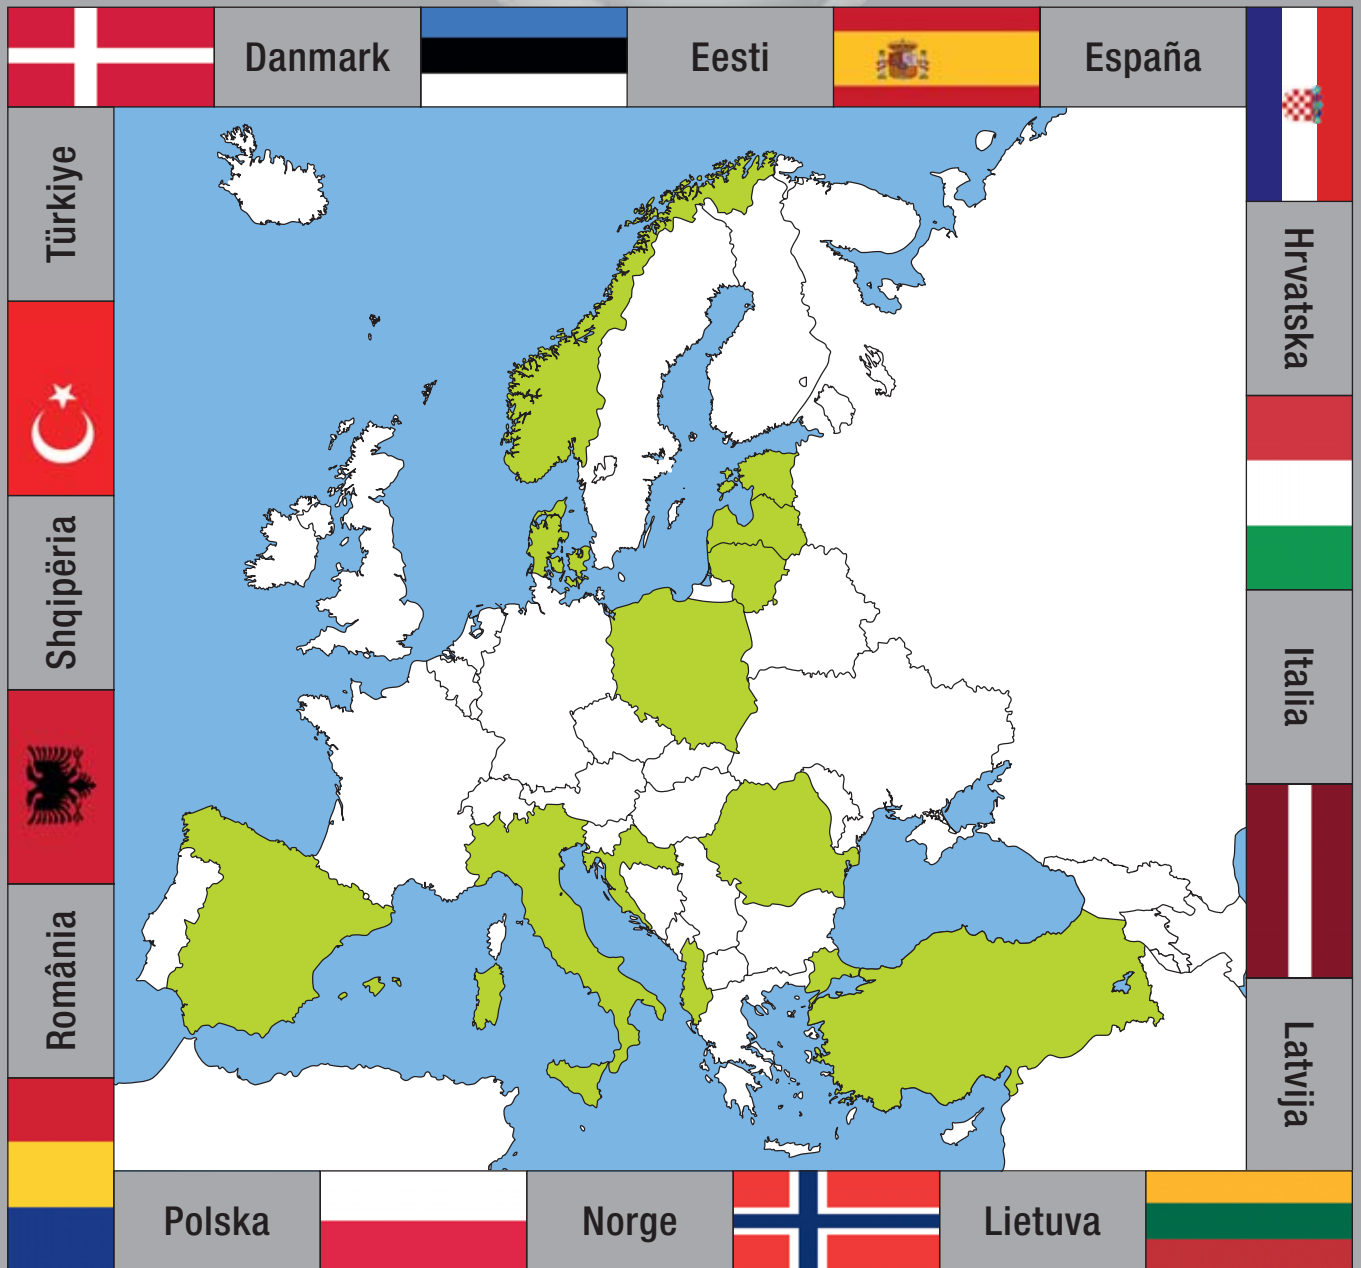 Danmark
Eesti
España
Hrvatska
Italia
Latvija
Lietuva
Norge
Polska
România
Shqipëria
Türkiye